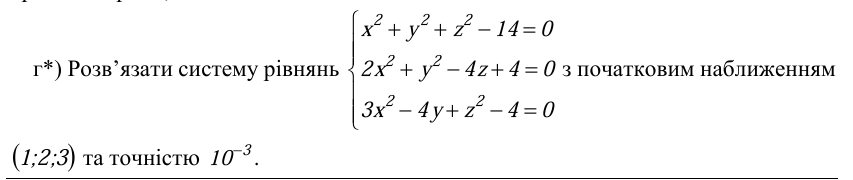 г*) Розв’язати систему рівнянь { x² + y² + z² − 14 = 0
2x² + y² − 4z + 4 = 0 з початковим наближенням
3x² − 4y + z² − 4 = 0
(1;2;3) та точністю 10⁻³.